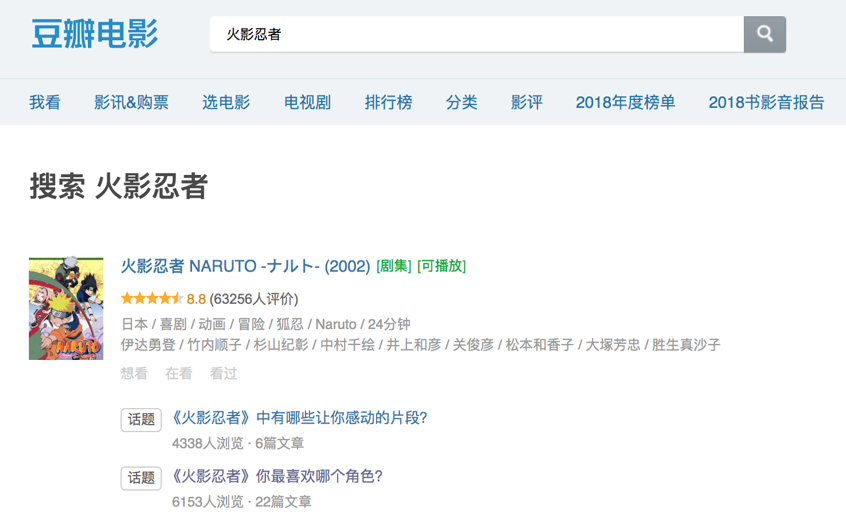 豆瓣电影
火影忍者
我看 影讯&购票 选电影 电视剧 排行榜 分类 影评 2018年度榜单 2018书影音报告
搜索 火影忍者
火影忍者 NARUTO -ナルト- (2002) [剧集] [可播放]
8.8 (63256人评价)
日本 / 喜剧 / 动画 / 冒险 / 狐忍 / Naruto / 24分钟
伊达勇登 / 竹内顺子 / 杉山纪彰 / 中村千绘 / 井上和彦 / 关俊彦 / 松本和香子 / 大塚芳忠 / 胜生真沙子
想看 在看 看过
话题 《火影忍者》中有哪些让你感动的片段?
4338人浏览 · 6篇文章
话题 《火影忍者》你最喜欢哪个角色?
6153人浏览 · 22篇文章
NARUTO